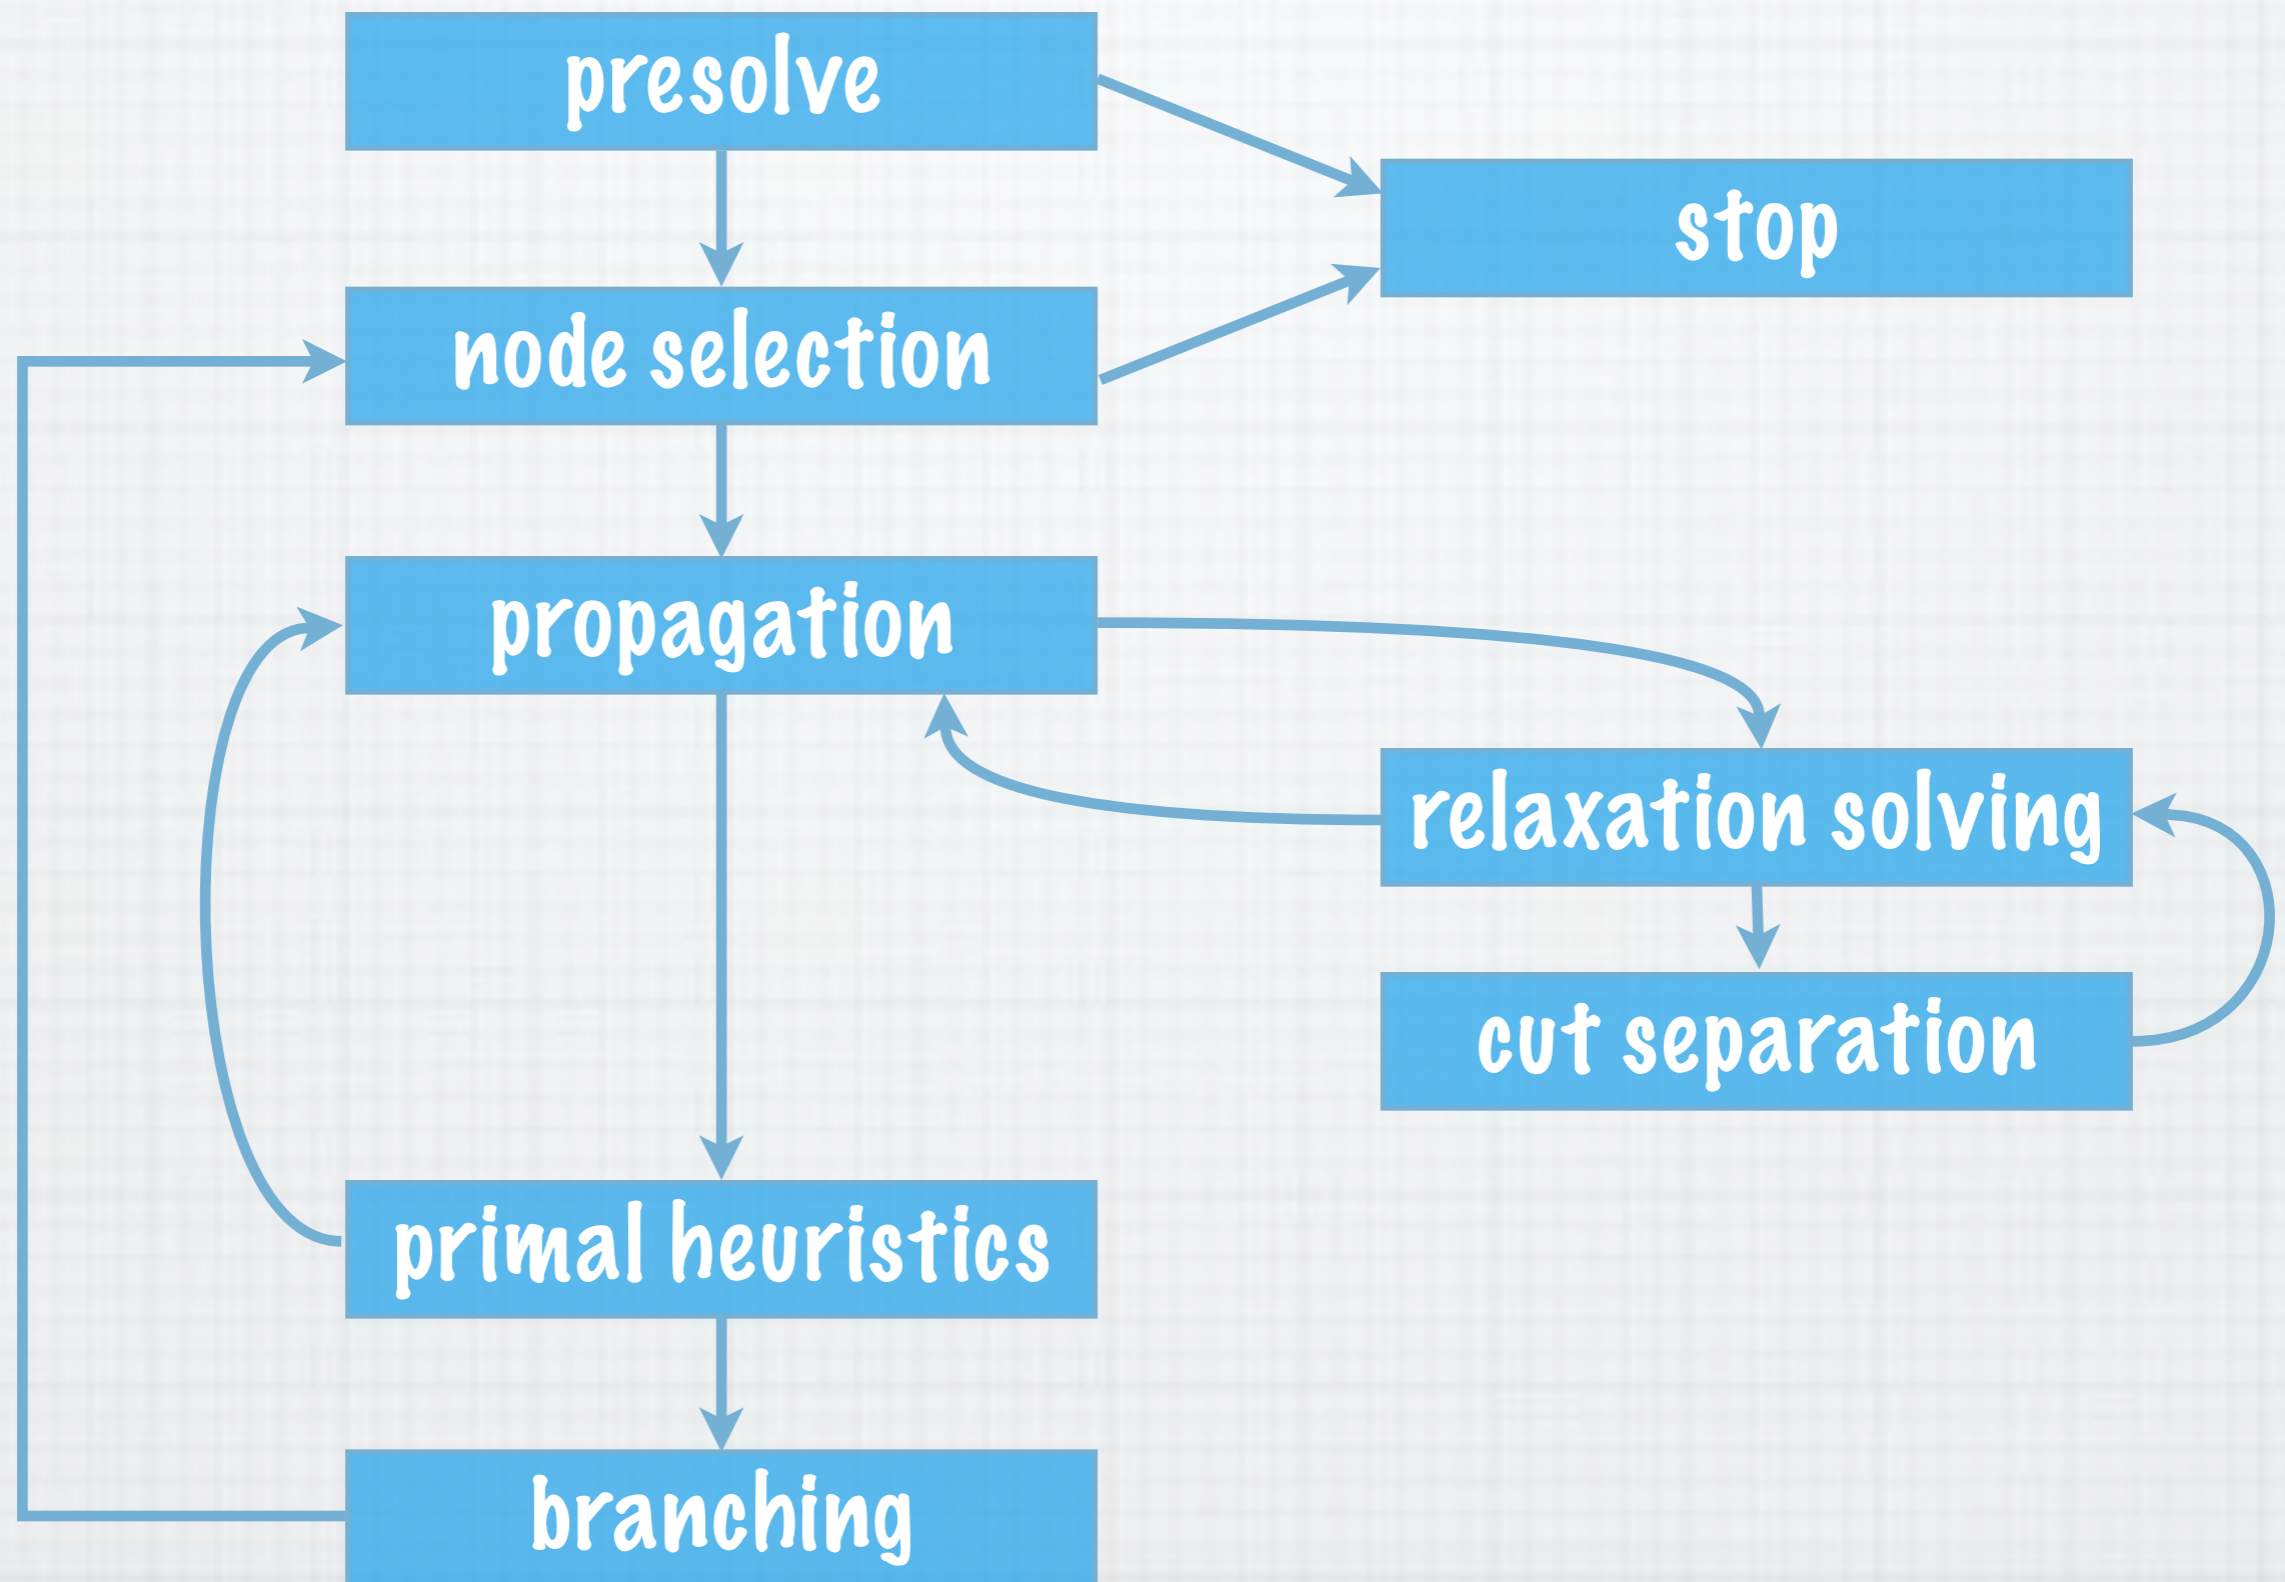 presolve
stop
node selection
propagation
relaxation solving
cut separation
primal heuristics
branching